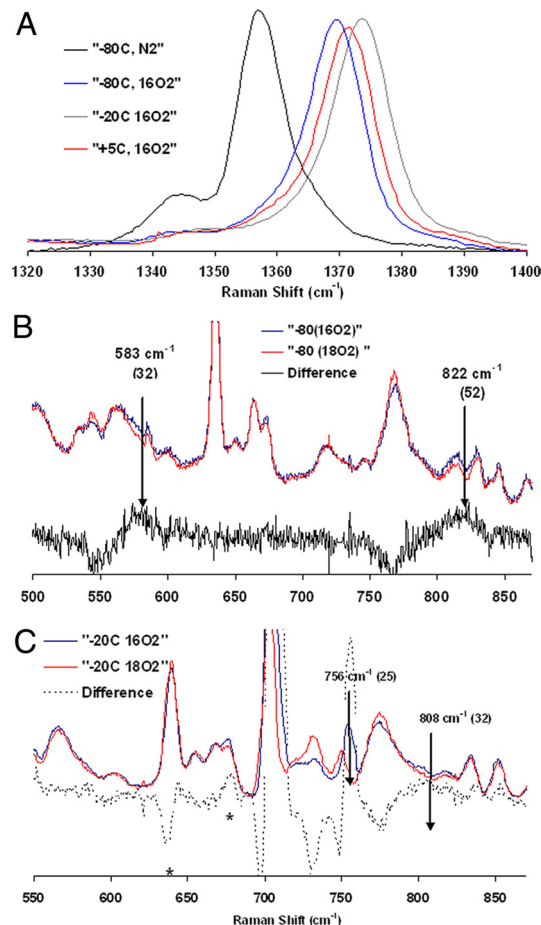 A
"-80C, N2"
"-80C, 16O2"
"-20C 16O2"
"+5C, 16O2"
1320 1330 1340 1350 1360 1370 1380 1390 1400
Raman Shift (cm-1)
B
"-80(16O2)"
"-80 (18O2) "
Difference
583 cm-1
(32)
822 cm-1
(52)
500 550 600 650 700 750 800 850
C
"-20C 16O2"
"-20C 18O2"
Difference
756 cm-1 (25)
808 cm-1 (32)
*
*
550 600 650 700 750 800 850
Raman Shift (cm-1)